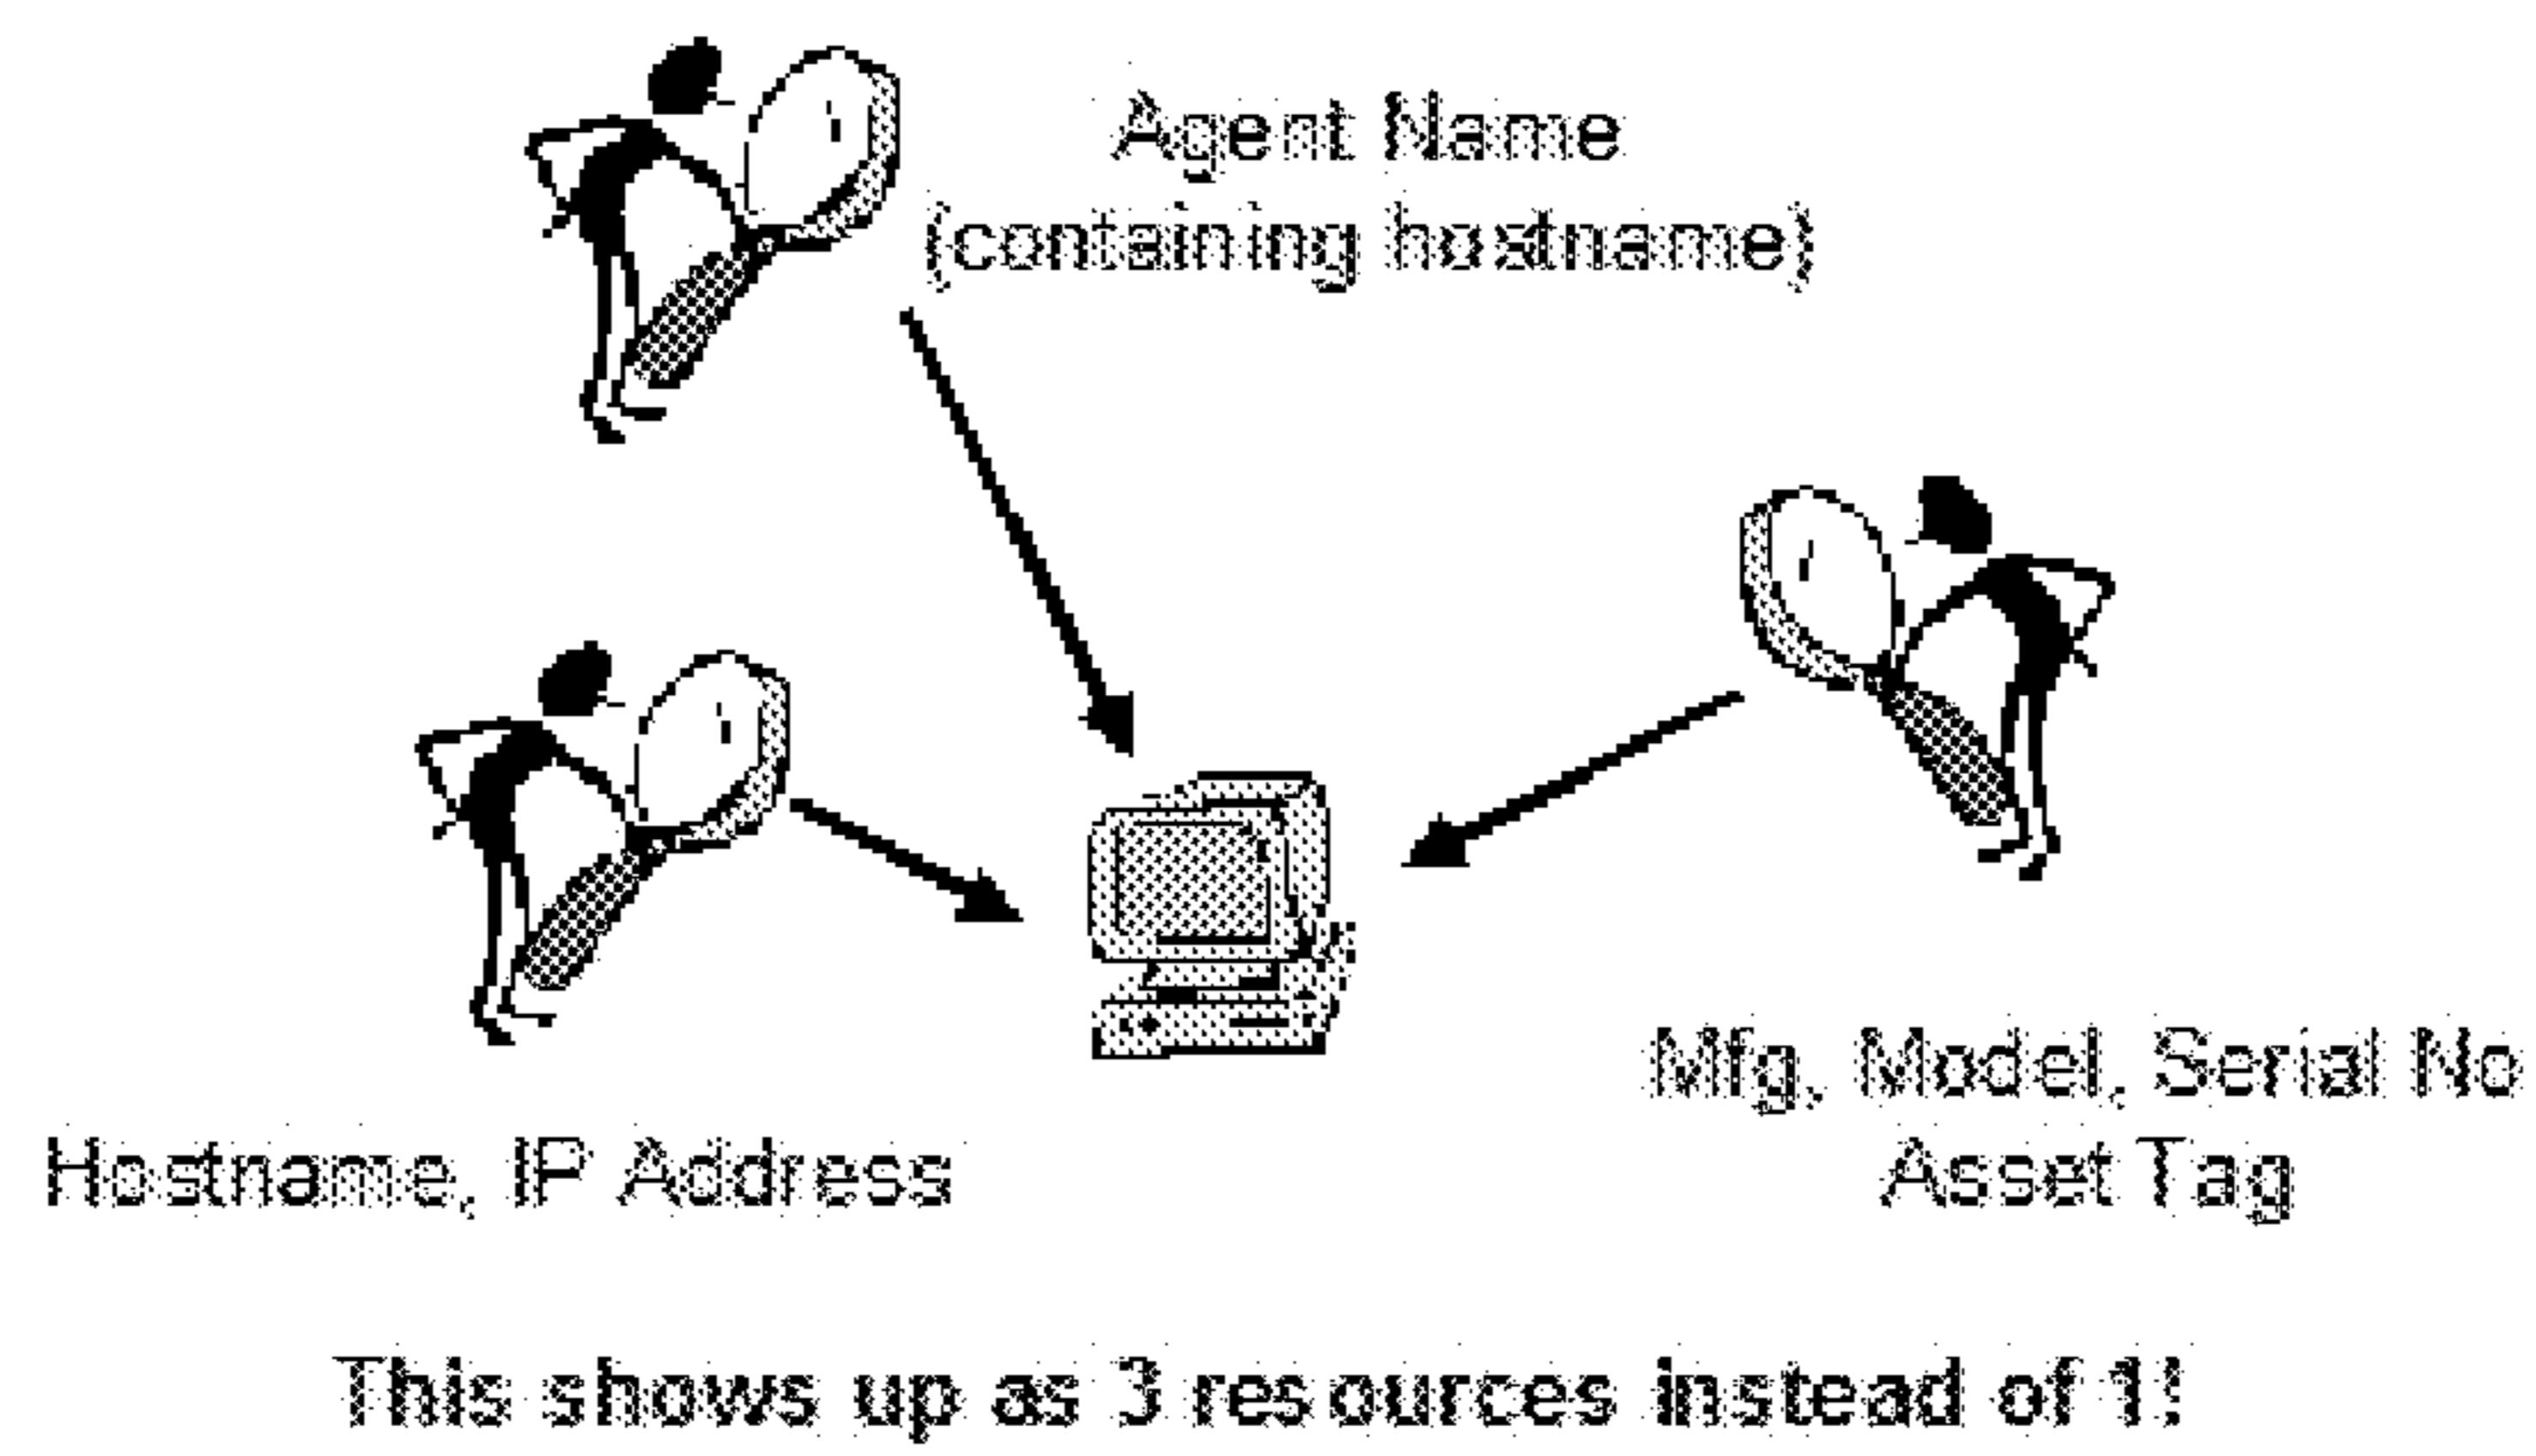 Agent Name
(containing hostname)
Mfg, Model, Serial No
Asset Tag
Hostname, IP Address
This shows up as 3 resources instead of 1!